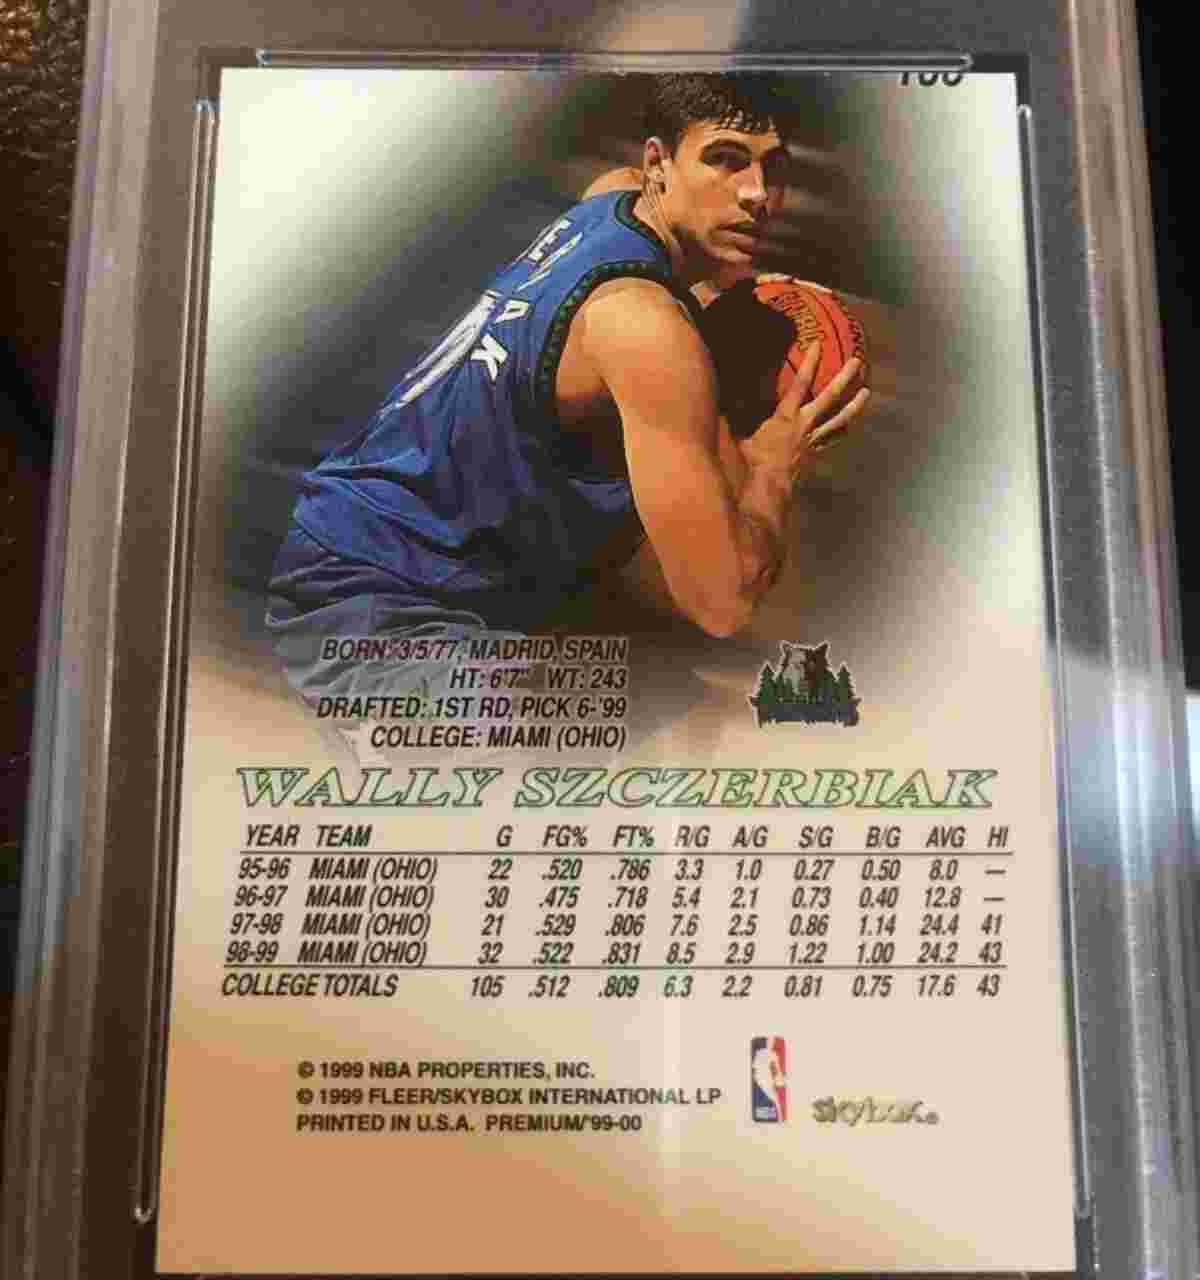 BORN: 3/5/77, MADRID, SPAIN
HT: 6'7" WT: 243
DRAFTED: 1ST RD, PICK 6-'99
COLLEGE: MIAMI (OHIO)
WALLY SZCZERBIAK
YEAR TEAM G FG% FT% R/G A/G S/G B/G AVG HI
95-96 MIAMI (OHIO) 22 .520 .786 3.3 1.0 0.27 0.50 8.0 —
96-97 MIAMI (OHIO) 30 .475 .718 5.4 2.1 0.73 0.40 12.8 —
97-98 MIAMI (OHIO) 21 .529 .806 7.6 2.5 0.86 1.14 24.4 41
98-99 MIAMI (OHIO) 32 .522 .831 8.5 2.9 1.22 1.00 24.2 43
COLLEGE TOTALS 105 .512 .809 6.3 2.2 0.81 0.75 17.6 43
© 1999 NBA PROPERTIES, INC.
© 1999 FLEER/SKYBOX INTERNATIONAL LP
PRINTED IN U.S.A. PREMIUM/'99-00
NBA
skybox®